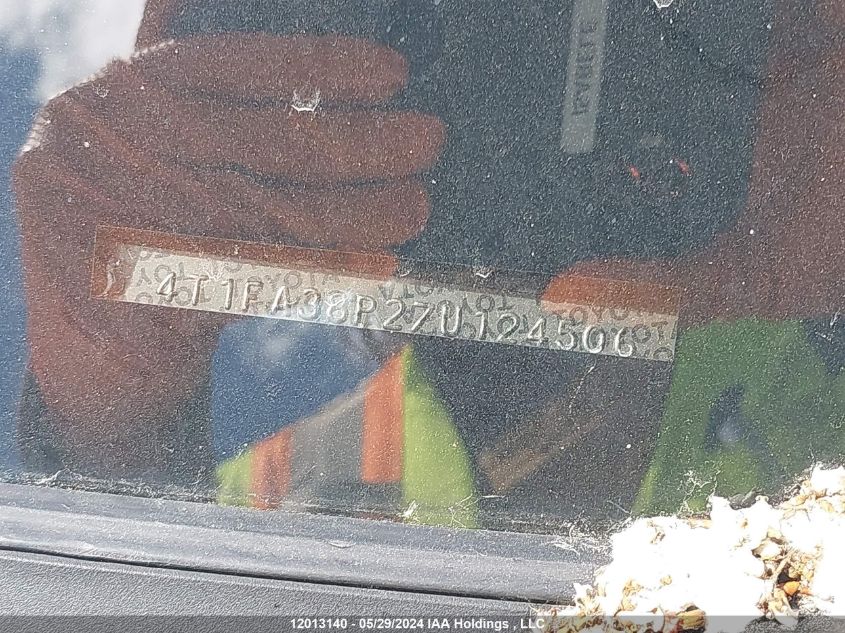 4T1FA38P27U124506
12013140 - 05/29/2024 IAA Holdings , LLC